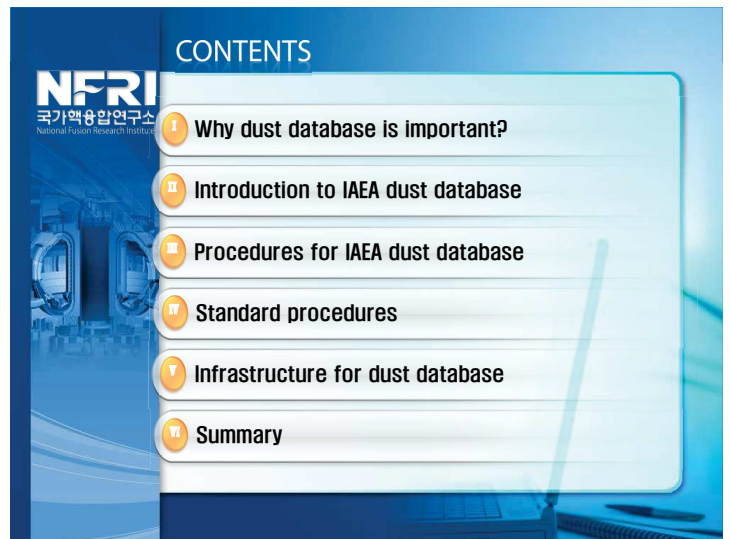 CONTENTS
NFRI
국가핵융합연구소
National Fusion Research Institute
I Why dust database is important?
II Introduction to IAEA dust database
III Procedures for IAEA dust database
IV Standard procedures
V Infrastructure for dust database
VI Summary